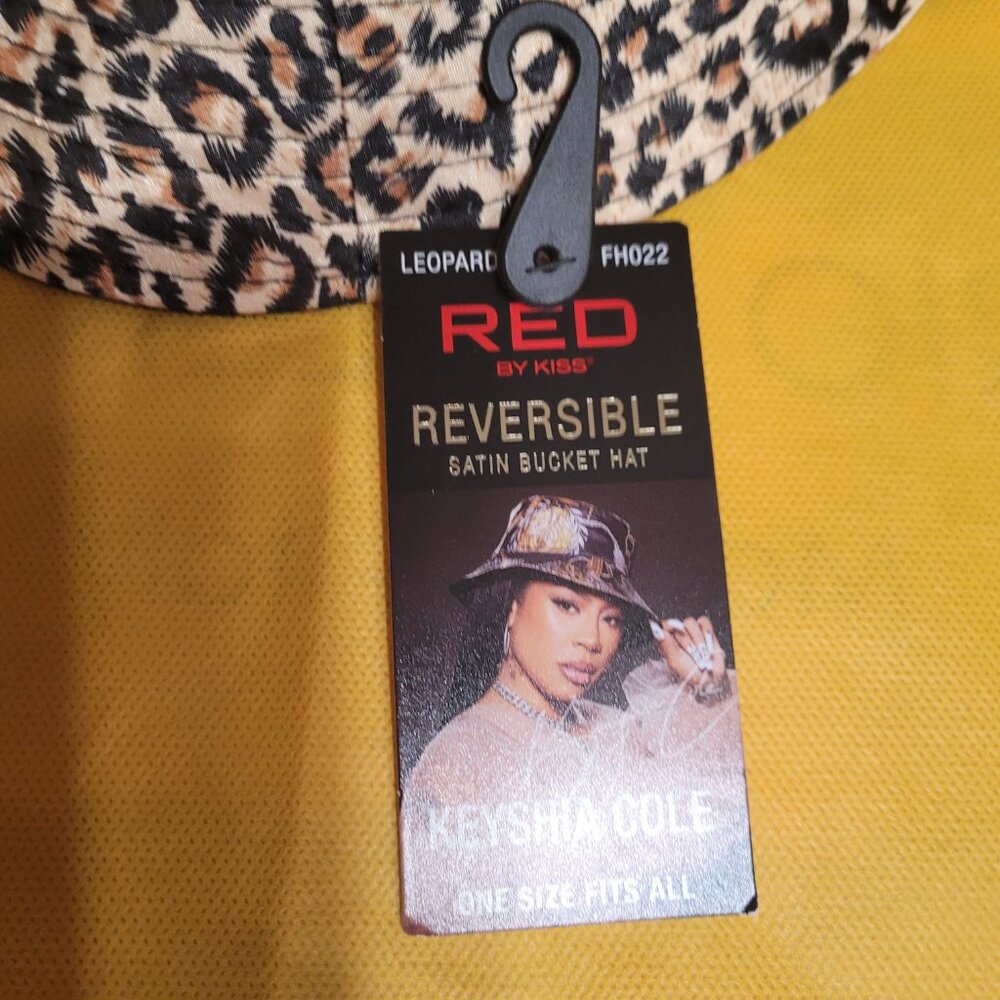 LEOPARD FH022
RED
BY KISS®
REVERSIBLE
SATIN BUCKET HAT
KEYSHIA COLE
ONE SIZE FITS ALL